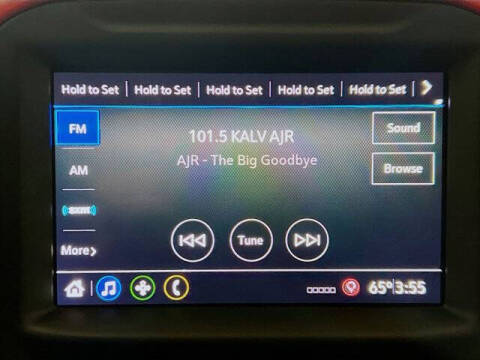 Hold to Set Hold to Set Hold to Set Hold to Set Hold to Set
FM
101.5 KALV AJR
Sound
AJR - The Big Goodbye
AM
Browse
SXM
More
Tune
65° 3:55